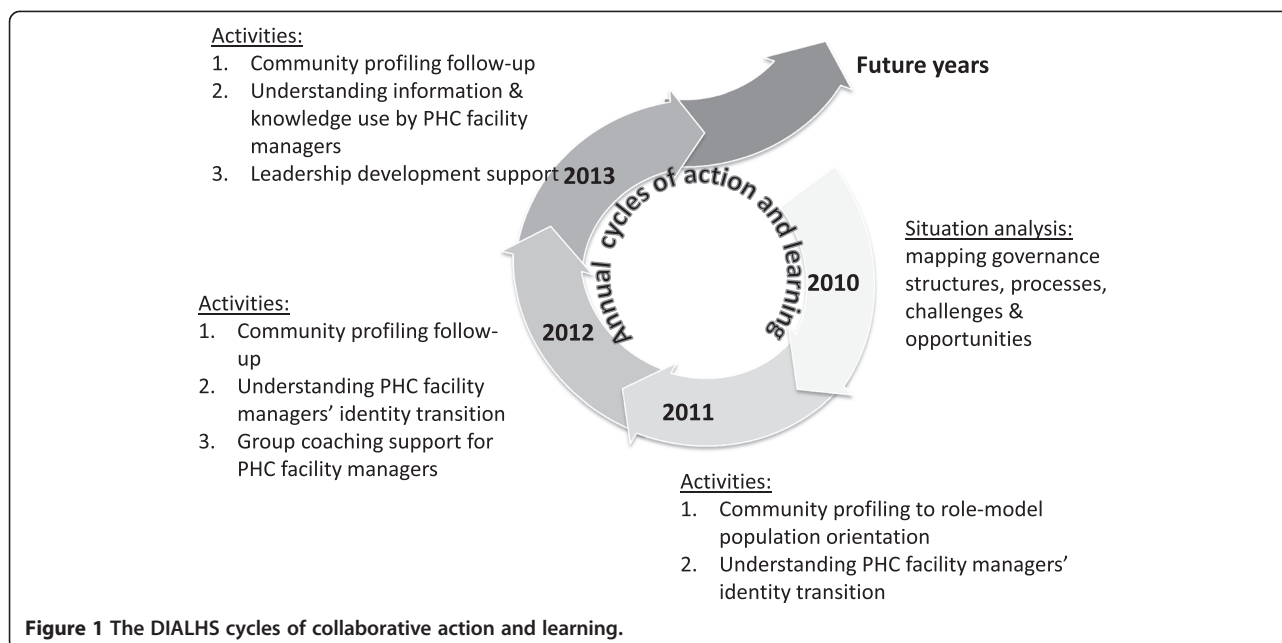 Activities:
1. Community profiling follow-up
2. Understanding information &
knowledge use by PHC facility
managers
3. Leadership development support
Future years
2013
Annual cycles of action and learning
2010
Situation analysis:
mapping governance
structures, processes,
challenges &
opportunities
Activities:
1. Community profiling follow-
up
2. Understanding PHC facility
managers’ identity transition
3. Group coaching support for
PHC facility managers
2012
2011
Activities:
1. Community profiling to role-model
population orientation
2. Understanding PHC facility managers’
identity transition
Figure 1 The DIALHS cycles of collaborative action and learning.